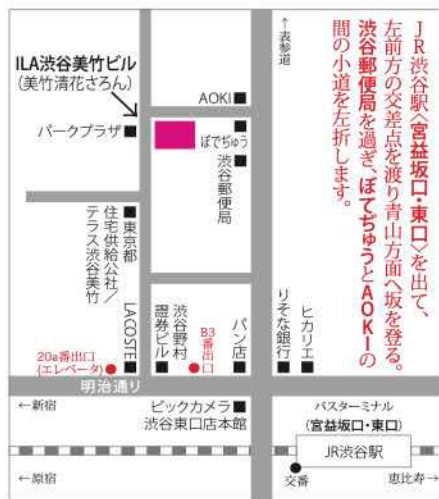 JR渋谷駅〈宮益坂口・東口〉を出て、
左前方の交差点を渡り青山方面へ坂を登る。
渋谷郵便局を過ぎ、ぼてぢゅうとAOKIの
間の小道を左折します。
↑表参道
ILA渋谷美竹ビル
(美竹清花さろん)
AOKI
パークプラザ
ぼてぢゅう
渋谷郵便局
東京都
住宅供給公社/
テラス渋谷美竹
LACOSTE
渋谷野村
證券ビル
B3
番出口
パン店
りそな銀行
ヒカリエ
20a番出口
(エレベータ)
明治通り
←新宿
ビックカメラ
渋谷東口店本館
バスターミナル
(宮益坂口・東口)
JR渋谷駅
←原宿
交番
恵比寿→